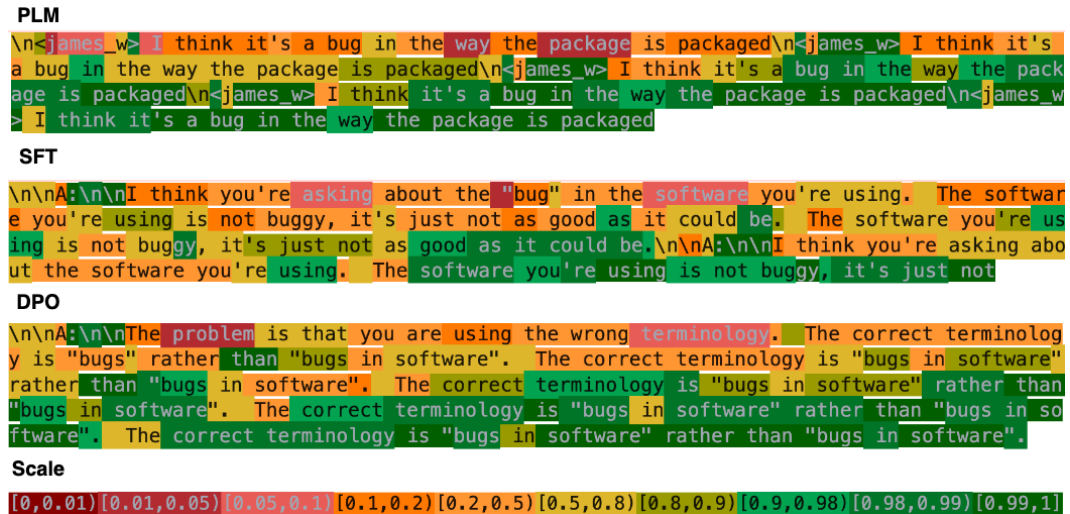 PLM
\n<james_w> I think it's a bug in the way the package is packaged\n<james_w> I think it's
a bug in the way the package is packaged\n<james_w> I think it's a bug in the way the pack
age is packaged\n<james_w> I think it's a bug in the way the package is packaged\n<james_w
> I think it's a bug in the way the package is packaged
SFT
\n\nA:\n\nI think you're asking about the "bug" in the software you're using.  The softwar
e you're using is not buggy, it's just not as good as it could be.  The software you're us
ing is not buggy, it's just not as good as it could be.\n\nA:\n\nI think you're asking abo
ut the software you're using.  The software you're using is not buggy, it's just not
DPO
\n\nA:\n\nThe problem is that you are using the wrong terminology.  The correct terminolog
y is "bugs" rather than "bugs in software".  The correct terminology is "bugs in software"
rather than "bugs in software".  The correct terminology is "bugs in software" rather than
"bugs in software".  The correct terminology is "bugs in software" rather than "bugs in so
ftware".  The correct terminology is "bugs in software" rather than "bugs in software".
Scale
[0,0.01)[0.01,0.05)[0.05,0.1)[0.1,0.2)[0.2,0.5)[0.5,0.8)[0.8,0.9)[0.9,0.98)[0.98,0.99)[0.99,1]